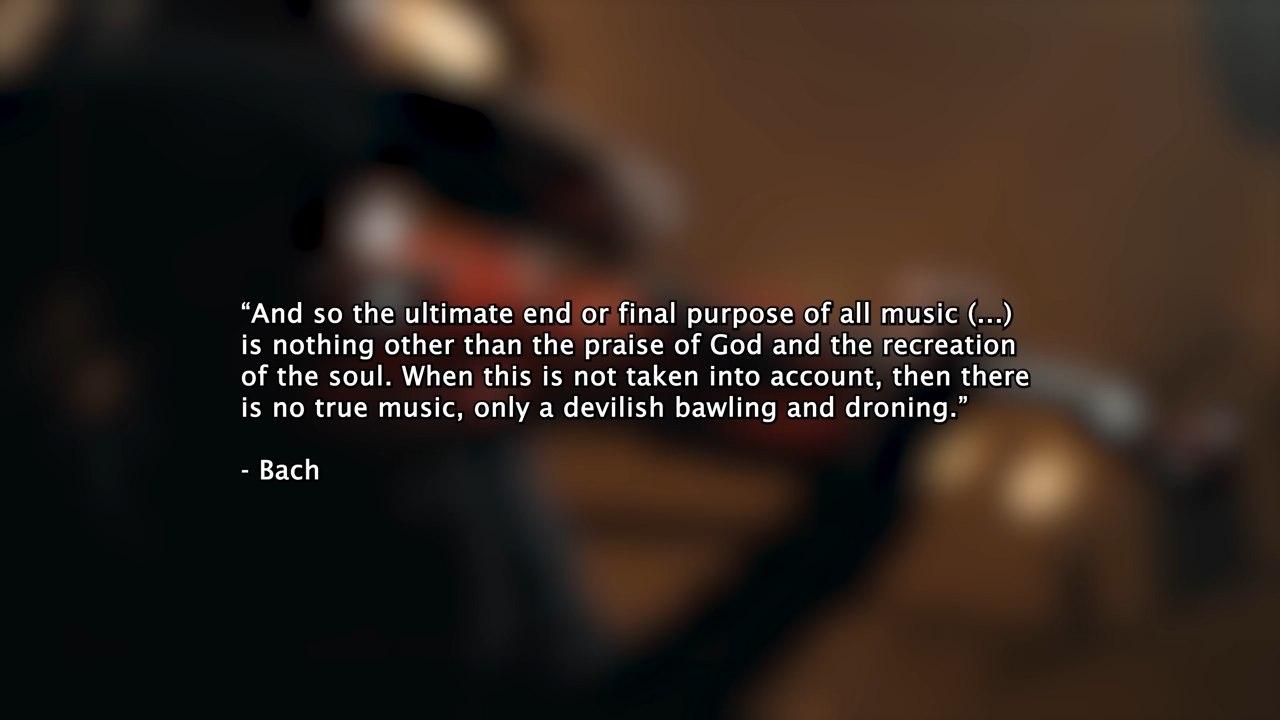 “And so the ultimate end or final purpose of all music (...)
is nothing other than the praise of God and the recreation
of the soul. When this is not taken into account, then there
is no true music, only a devilish bawling and droning.”
- Bach